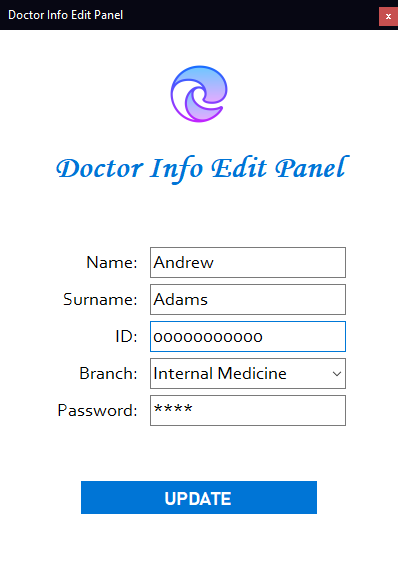 Doctor Info Edit Panel
x
Doctor Info Edit Panel
Name: Andrew
Surname: Adams
ID: 00000000000
Branch: Internal Medicine
Password: ****
UPDATE